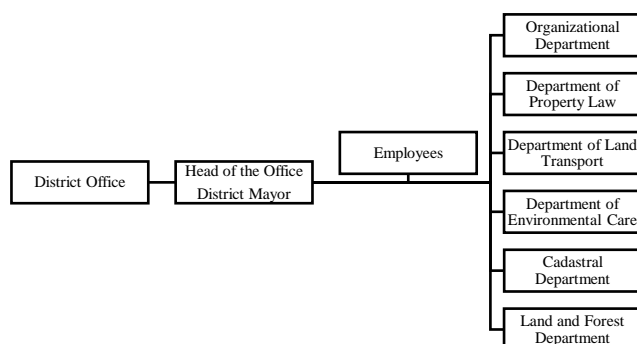 District Office
Head of the Office
District Mayor
Employees
Organizational
Department
Department of
Property Law
Department of Land
Transport
Department of
Environmental Care
Cadastral
Department
Land and Forest
Department